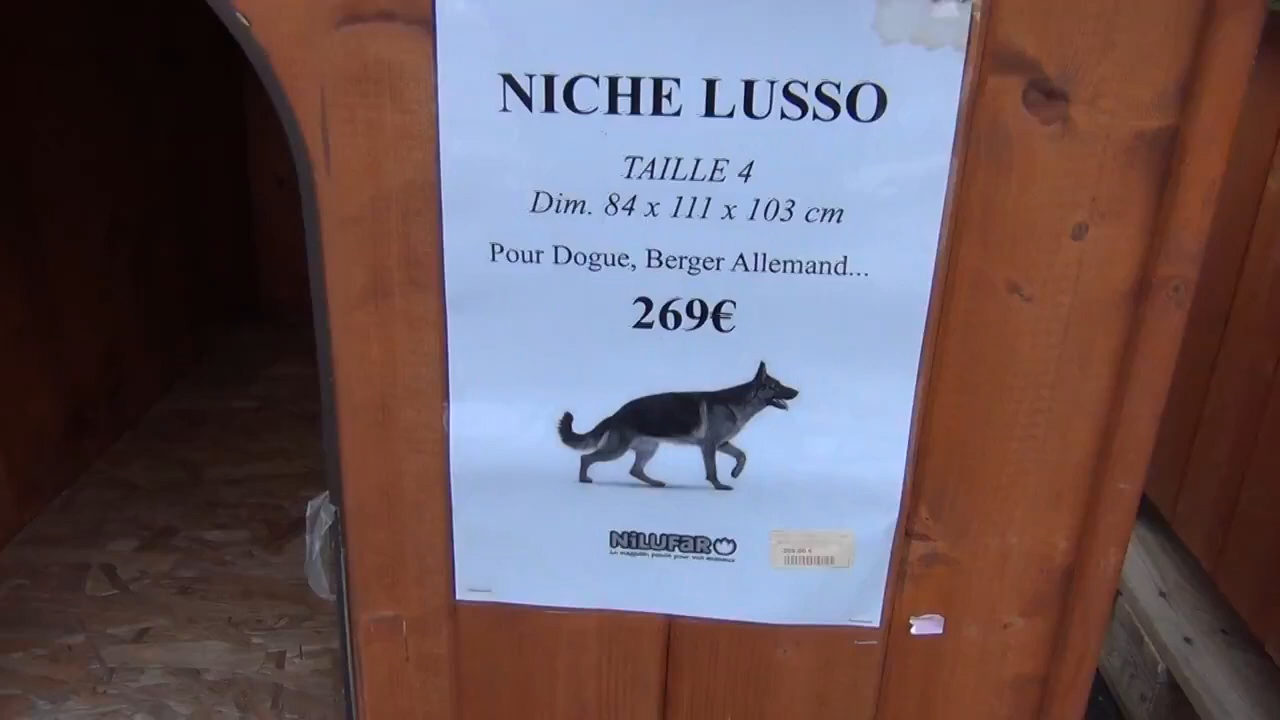 NICHE LUSSO
TAILLE 4
Dim. 84 x 111 x 103 cm
Pour Dogue, Berger Allemand...
269€
NiLUFaR